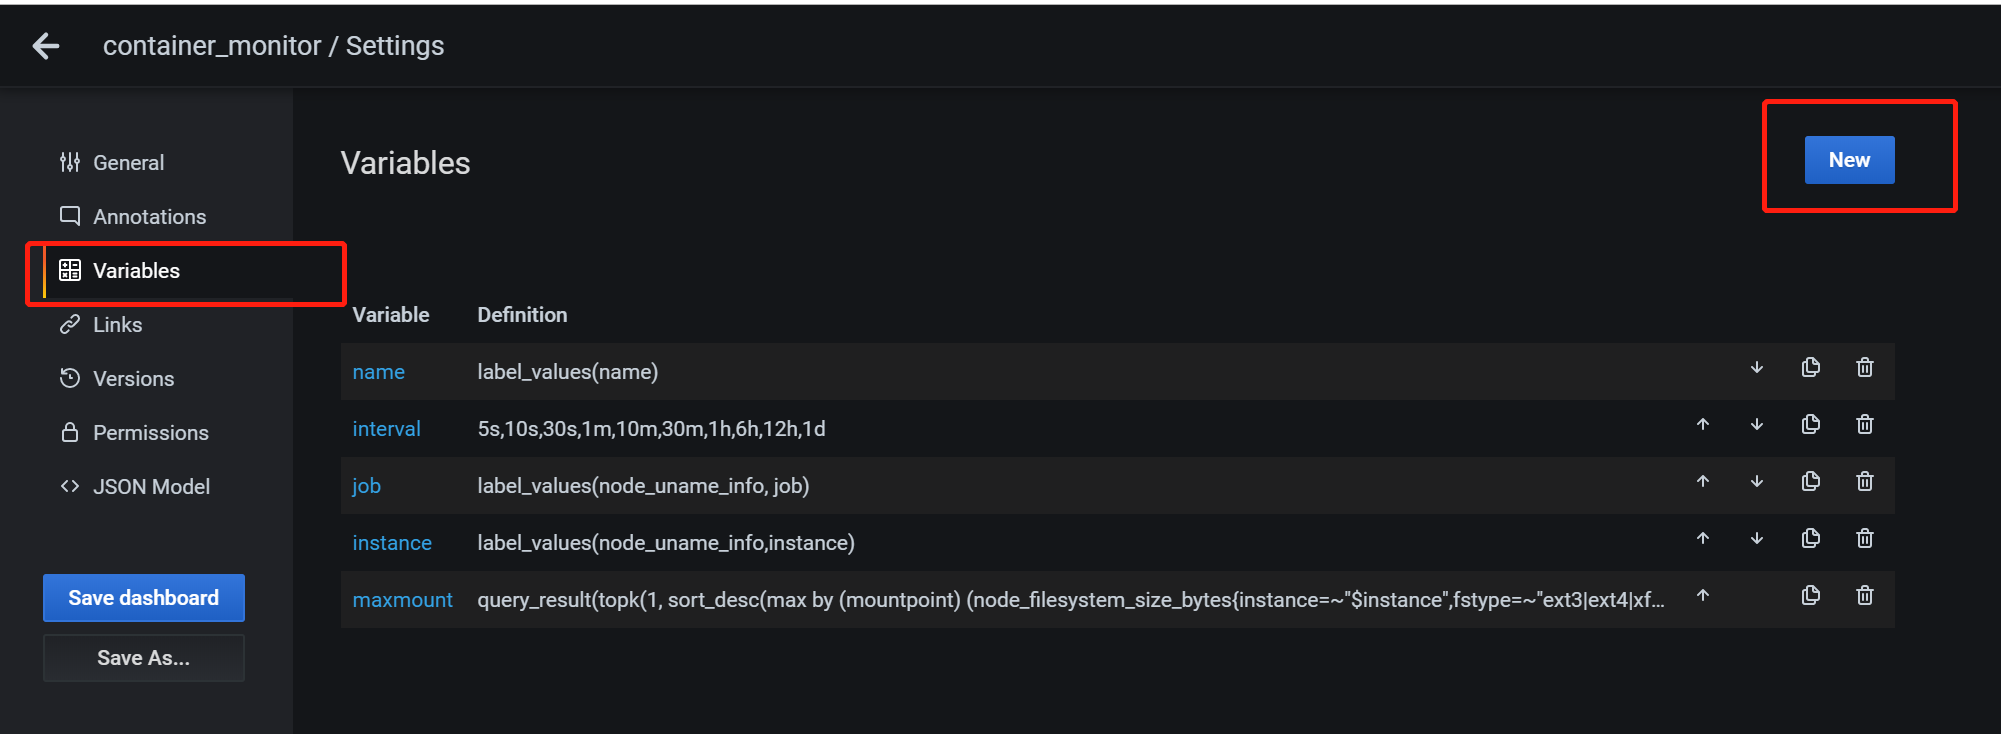 container_monitor / Settings
General
Annotations
Variables
Links
Versions
Permissions
JSON Model
Save dashboard
Save As...
Variables
New
Variable Definition
name label_values(name)
interval 5s,10s,30s,1m,10m,30m,1h,6h,12h,1d
job label_values(node_uname_info, job)
instance label_values(node_uname_info,instance)
maxmount query_result(topk(1, sort_desc(max by (mountpoint) (node_filesystem_size_bytes{instance=~"$instance",fstype=~"ext3|ext4|xf...